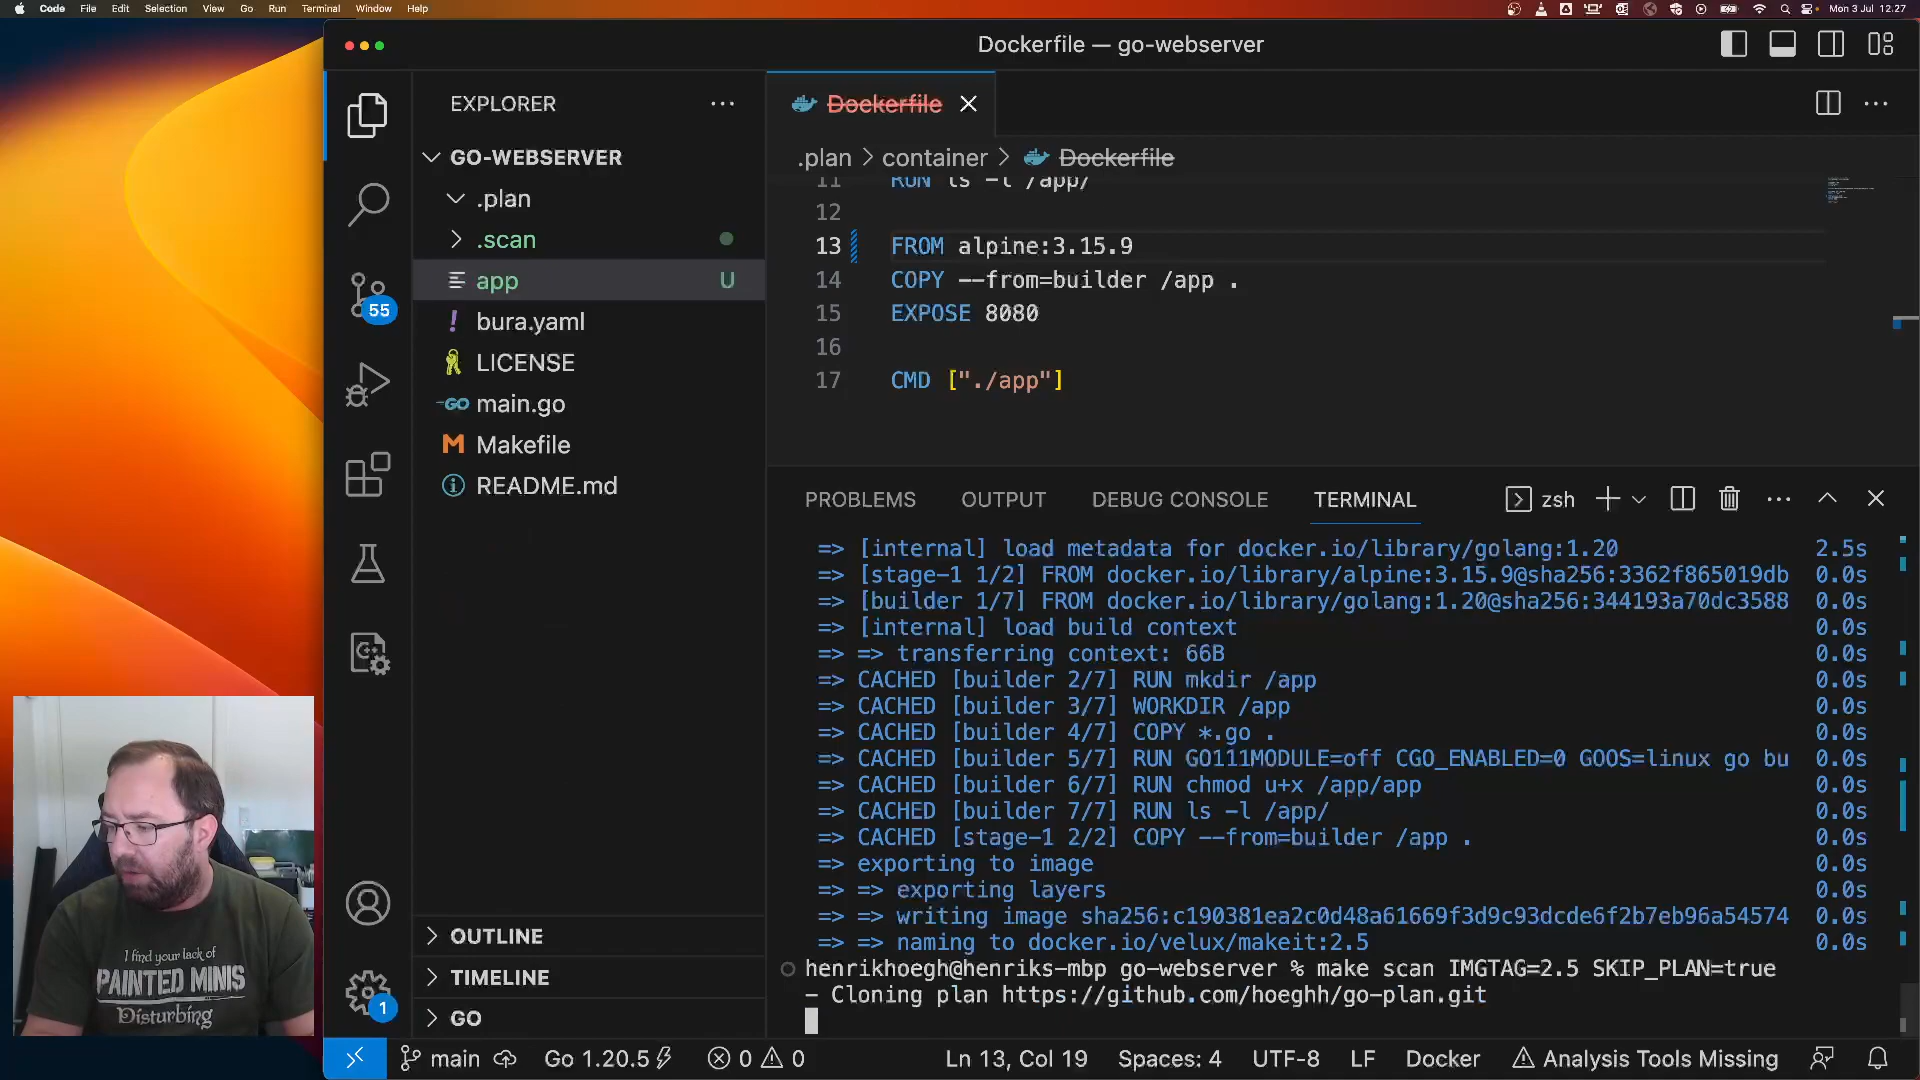 Code File Edit Selection View Go Run Terminal Window Help
Mon 3 Jul 12.27
Dockerfile — go-webserver
EXPLORER
GO-WEBSERVER
.plan
.scan
app U
bura.yaml
LICENSE
main.go
Makefile
README.md
OUTLINE
TIMELINE
GO
55
1
Dockerfile
.plan > container > Dockerfile
11 RUN ls -l /app/
12
13 FROM alpine:3.15.9
14 COPY --from=builder /app .
15 EXPOSE 8080
16
17 CMD ["./app"]
PROBLEMS OUTPUT DEBUG CONSOLE TERMINAL zsh
=> [internal] load metadata for docker.io/library/golang:1.20 2.5s
=> [stage-1 1/2] FROM docker.io/library/alpine:3.15.9@sha256:3362f865019db 0.0s
=> [builder 1/7] FROM docker.io/library/golang:1.20@sha256:344193a70dc3588 0.0s
=> [internal] load build context 0.0s
=> => transferring context: 66B 0.0s
=> CACHED [builder 2/7] RUN mkdir /app 0.0s
=> CACHED [builder 3/7] WORKDIR /app 0.0s
=> CACHED [builder 4/7] COPY *.go . 0.0s
=> CACHED [builder 5/7] RUN GO111MODULE=off CGO_ENABLED=0 GOOS=linux go bu 0.0s
=> CACHED [builder 6/7] RUN chmod u+x /app/app 0.0s
=> CACHED [builder 7/7] RUN ls -l /app/ 0.0s
=> CACHED [stage-1 2/2] COPY --from=builder /app . 0.0s
=> exporting to image 0.0s
=> => exporting layers 0.0s
=> => writing image sha256:c190381ea2c0d48a61669f3d9c93dcde6f2b7eb96a54574 0.0s
=> => naming to docker.io/velux/makeit:2.5 0.0s
henrikhoegh@henriks-mbp go-webserver % make scan IMGTAG=2.5 SKIP_PLAN=true
- Cloning plan https://github.com/hoeghh/go-plan.git
main Go 1.20.5 0 0 Ln 13, Col 19 Spaces: 4 UTF-8 LF Docker Analysis Tools Missing
I find your lack of
PAINTED MINIS
Disturbing